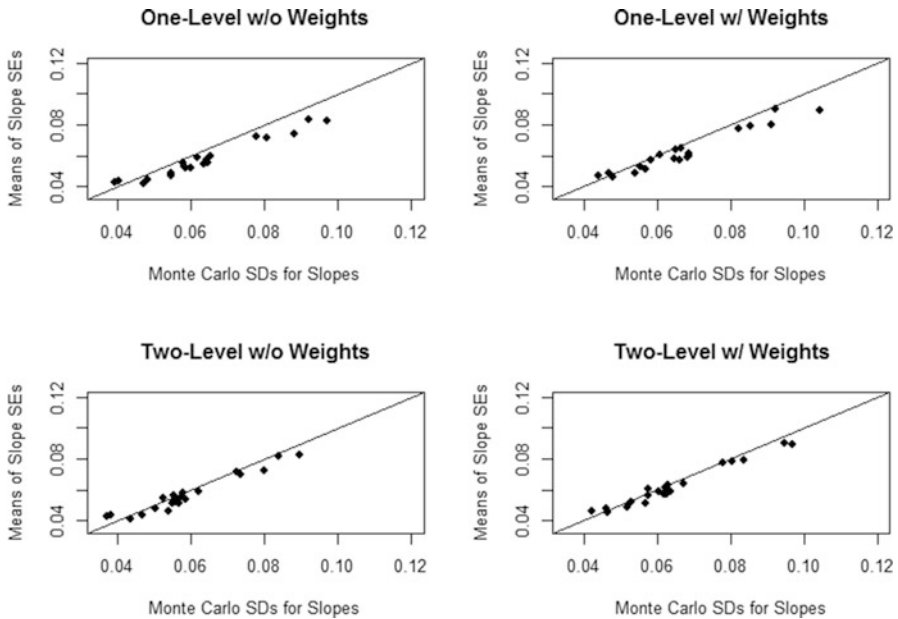 One-Level w/o Weights
Means of Slope SEs
0.12
0.08
0.04
0.04 0.06 0.08 0.10 0.12
Monte Carlo SDs for Slopes
One-Level w/ Weights
Means of Slope SEs
0.12
0.08
0.04
0.04 0.06 0.08 0.10 0.12
Monte Carlo SDs for Slopes
Two-Level w/o Weights
Means of Slope SEs
0.12
0.08
0.04
0.04 0.06 0.08 0.10 0.12
Monte Carlo SDs for Slopes
Two-Level w/ Weights
Means of Slope SEs
0.12
0.08
0.04
0.04 0.06 0.08 0.10 0.12
Monte Carlo SDs for Slopes